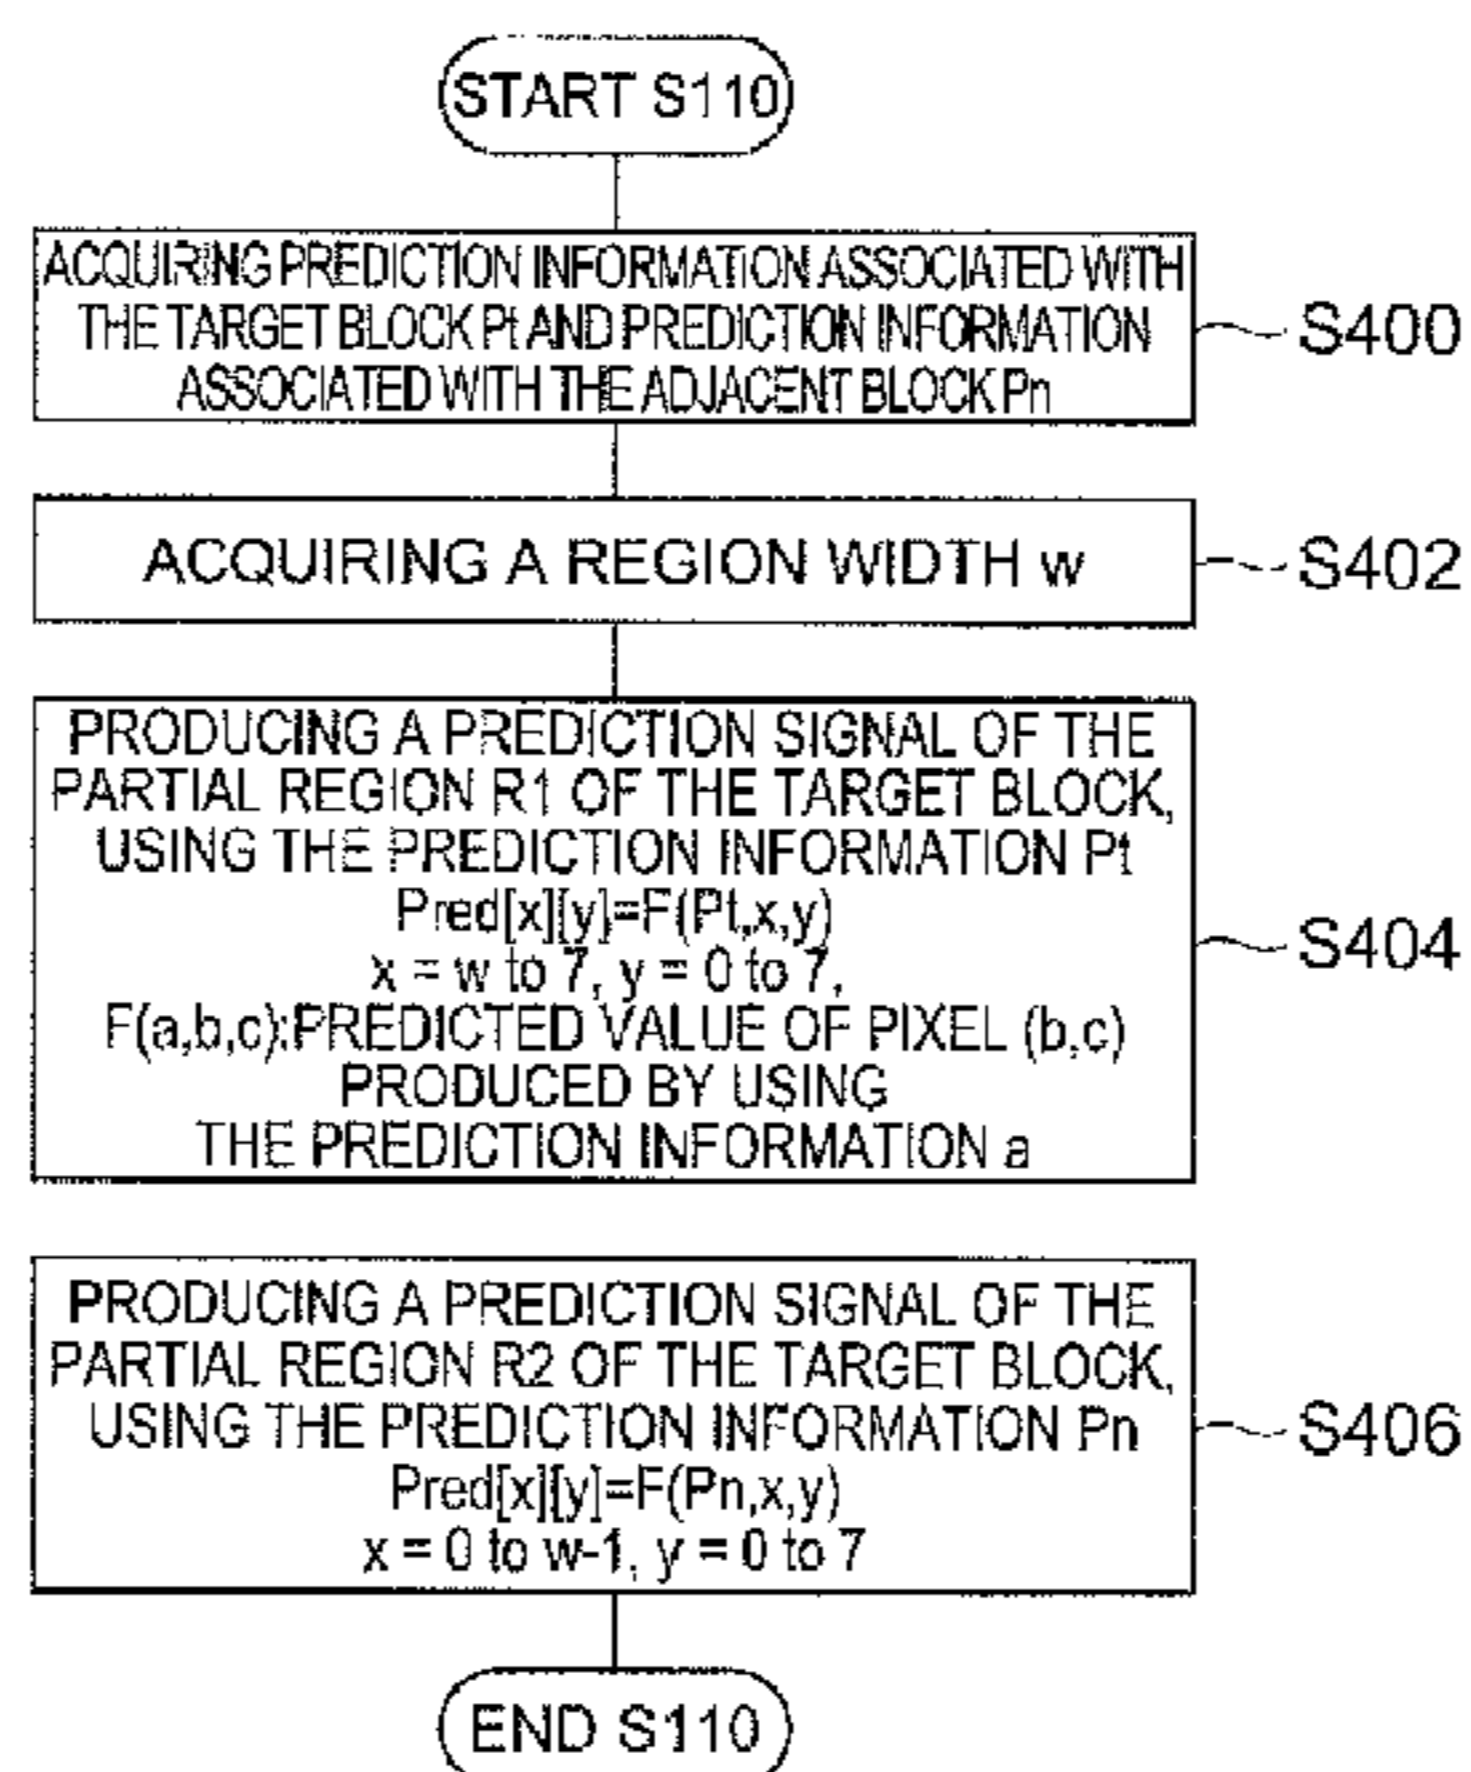 START S110
ACQUIRING PREDICTION INFORMATION ASSOCIATED WITH
THE TARGET BLOCK Pt AND PREDICTION INFORMATION
ASSOCIATED WITH THE ADJACENT BLOCK Pn
S400
ACQUIRING A REGION WIDTH w
S402
PRODUCING A PREDICTION SIGNAL OF THE
PARTIAL REGION R1 OF THE TARGET BLOCK,
USING THE PREDICTION INFORMATION Pt
Pred[x][y]=F(Pt,x,y)
x = w to 7, y = 0 to 7,
F(a,b,c):PREDICTED VALUE OF PIXEL (b,c)
PRODUCED BY USING
THE PREDICTION INFORMATION a
S404
PRODUCING A PREDICTION SIGNAL OF THE
PARTIAL REGION R2 OF THE TARGET BLOCK,
USING THE PREDICTION INFORMATION Pn
Pred[x][y]=F(Pn,x,y)
x = 0 to w-1, y = 0 to 7
S406
END S110